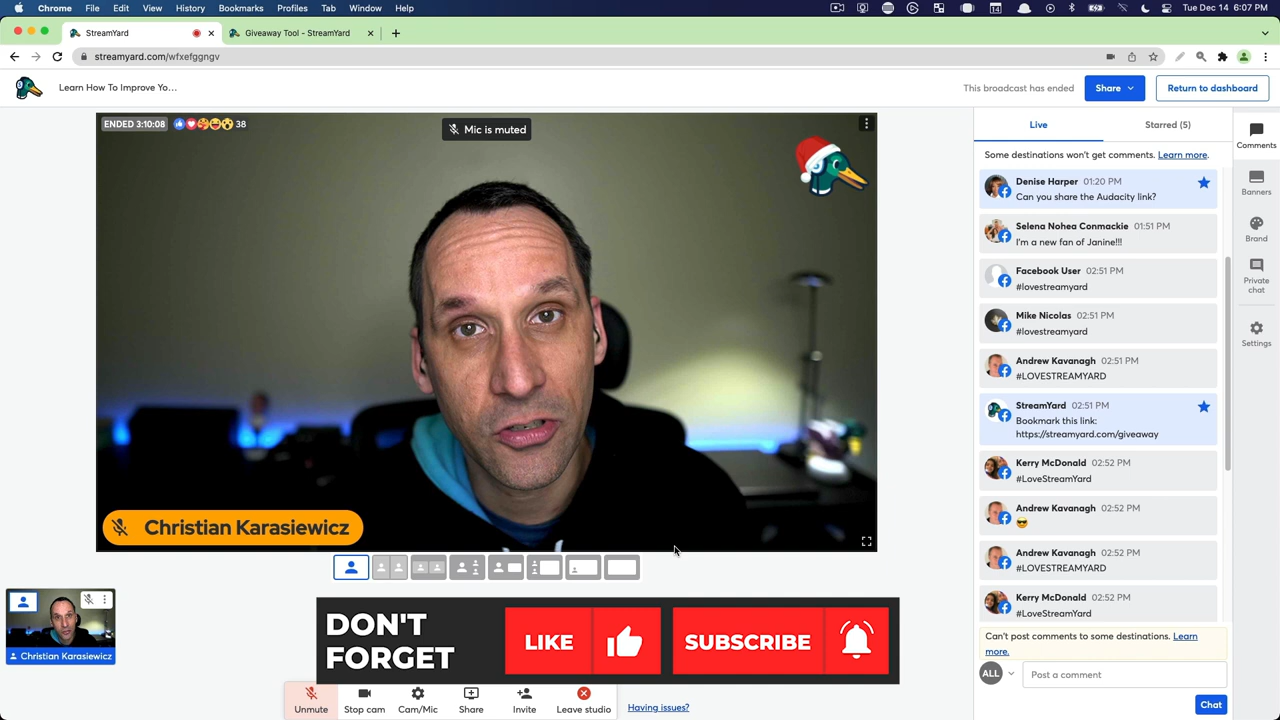 Chrome File Edit View History Bookmarks Profiles Tab Window Help
Tue Dec 14 6:07 PM
StreamYard
Giveaway Tool - StreamYard
streamyard.com/wfxefggngv
Learn How To Improve Yo...
This broadcast has ended
Share
Return to dashboard
ENDED 3:10:08
38
Mic is muted
Christian Karasiewicz
Christian Karasiewicz
DON'T
FORGET
LIKE
SUBSCRIBE
Unmute
Stop cam
Cam/Mic
Share
Invite
Leave studio
Having issues?
Live
Starred (5)
Some destinations won't get comments. Learn more.
Denise Harper 01:20 PM
Can you share the Audacity link?
Selena Nohea Conmackie 01:51 PM
I'm a new fan of Janine!!!
Facebook User 02:51 PM
#lovestreamyard
Mike Nicolas 02:51 PM
#lovestreamyard
Andrew Kavanagh 02:51 PM
#LOVESTREAMYARD
StreamYard 02:51 PM
Bookmark this link:
https://streamyard.com/giveaway
Kerry McDonald 02:52 PM
#LoveStreamYard
Andrew Kavanagh 02:52 PM
😎
Andrew Kavanagh 02:52 PM
#LOVESTREAMYARD
Kerry McDonald 02:52 PM
#LoveStreamYard
Can't post comments to some destinations. Learn
more.
ALL
Post a comment
Chat
Comments
Banners
Brand
Private
chat
Settings